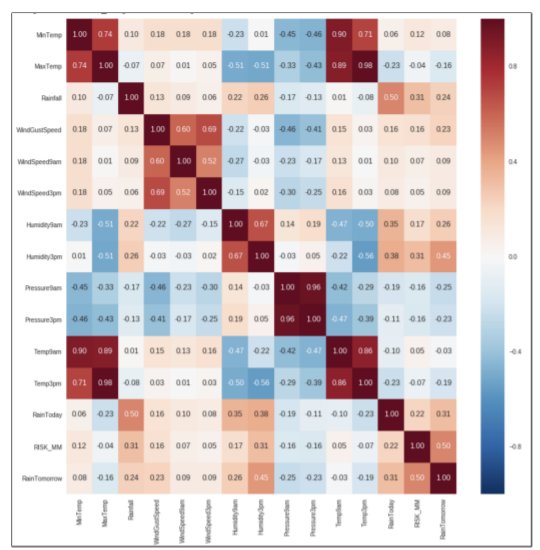 MinTemp 1.00 0.74 0.10 0.18 0.18 0.18 -0.23 0.01 -0.45 -0.46 0.90 0.71 0.06 0.12 0.08
MaxTemp 0.74 1.00 -0.07 0.07 0.01 0.05 -0.51 -0.51 -0.33 -0.43 0.89 0.98 -0.23 -0.04 -0.16
Rainfall 0.10 -0.07 1.00 0.13 0.09 0.06 0.22 0.26 -0.17 -0.13 0.01 -0.08 0.50 0.31 0.24
WindGustSpeed 0.18 0.07 0.13 1.00 0.60 0.69 -0.22 -0.03 -0.46 -0.41 0.15 0.03 0.16 0.16 0.23
WindSpeed9am 0.18 0.01 0.09 0.60 1.00 0.52 -0.27 -0.03 -0.23 -0.17 0.13 0.01 0.10 0.07 0.09
WindSpeed3pm 0.18 0.05 0.06 0.69 0.52 1.00 -0.15 0.02 -0.30 -0.25 0.16 0.03 0.08 0.05 0.09
Humidity9am -0.23 -0.51 0.22 -0.22 -0.27 -0.15 1.00 0.67 0.14 0.19 -0.47 -0.50 0.35 0.17 0.26
Humidity3pm 0.01 -0.51 0.26 -0.03 -0.03 0.02 0.67 1.00 -0.03 0.05 -0.22 -0.56 0.38 0.31 0.45
Pressure9am -0.45 -0.33 -0.17 -0.46 -0.23 -0.30 0.14 -0.03 1.00 0.96 -0.42 -0.29 -0.19 -0.16 -0.25
Pressure3pm -0.46 -0.43 -0.13 -0.41 -0.17 -0.25 0.19 0.05 0.96 1.00 -0.47 -0.39 -0.11 -0.16 -0.23
Temp9am 0.90 0.89 0.01 0.15 0.13 0.16 -0.47 -0.22 -0.42 -0.47 1.00 0.86 -0.10 0.05 -0.03
Temp3pm 0.71 0.98 -0.08 0.03 0.01 0.03 -0.50 -0.56 -0.29 -0.39 0.86 1.00 -0.23 -0.07 -0.19
RainToday 0.06 -0.23 0.50 0.16 0.10 0.08 0.35 0.38 -0.19 -0.11 -0.10 -0.23 1.00 0.22 0.31
RISK_MM 0.12 -0.04 0.31 0.16 0.07 0.05 0.17 0.31 -0.16 -0.16 0.05 -0.07 0.22 1.00 0.50
RainTomorrow 0.08 -0.16 0.24 0.23 0.09 0.09 0.26 0.45 -0.25 -0.23 -0.03 -0.19 0.31 0.50 1.00
MinTemp MaxTemp Rainfall WindGustSpeed WindSpeed9am WindSpeed3pm Humidity9am Humidity3pm Pressure9am Pressure3pm Temp9am Temp3pm RainToday RISK_MM RainTomorrow
0.8
0.4
0.0
-0.4
-0.8